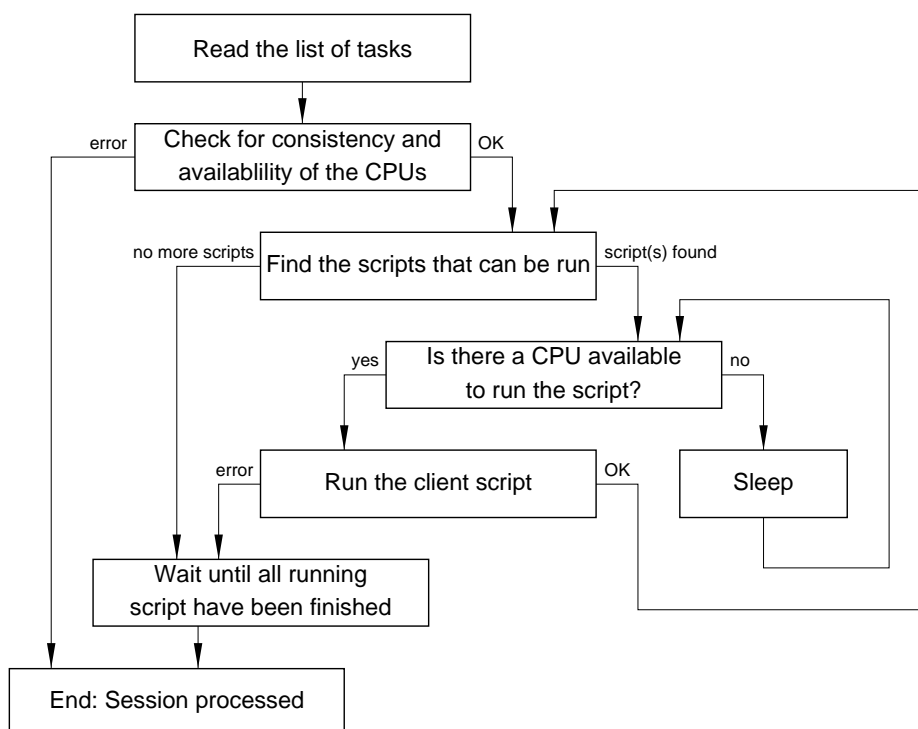 Read the list of tasks
error
Check for consistency and
availablility of the CPUs
OK
no more scripts
Find the scripts that can be run
script(s) found
yes
Is there a CPU available
to run the script?
no
error
Run the client script
OK
Sleep
Wait until all running
script have been finished
End: Session processed